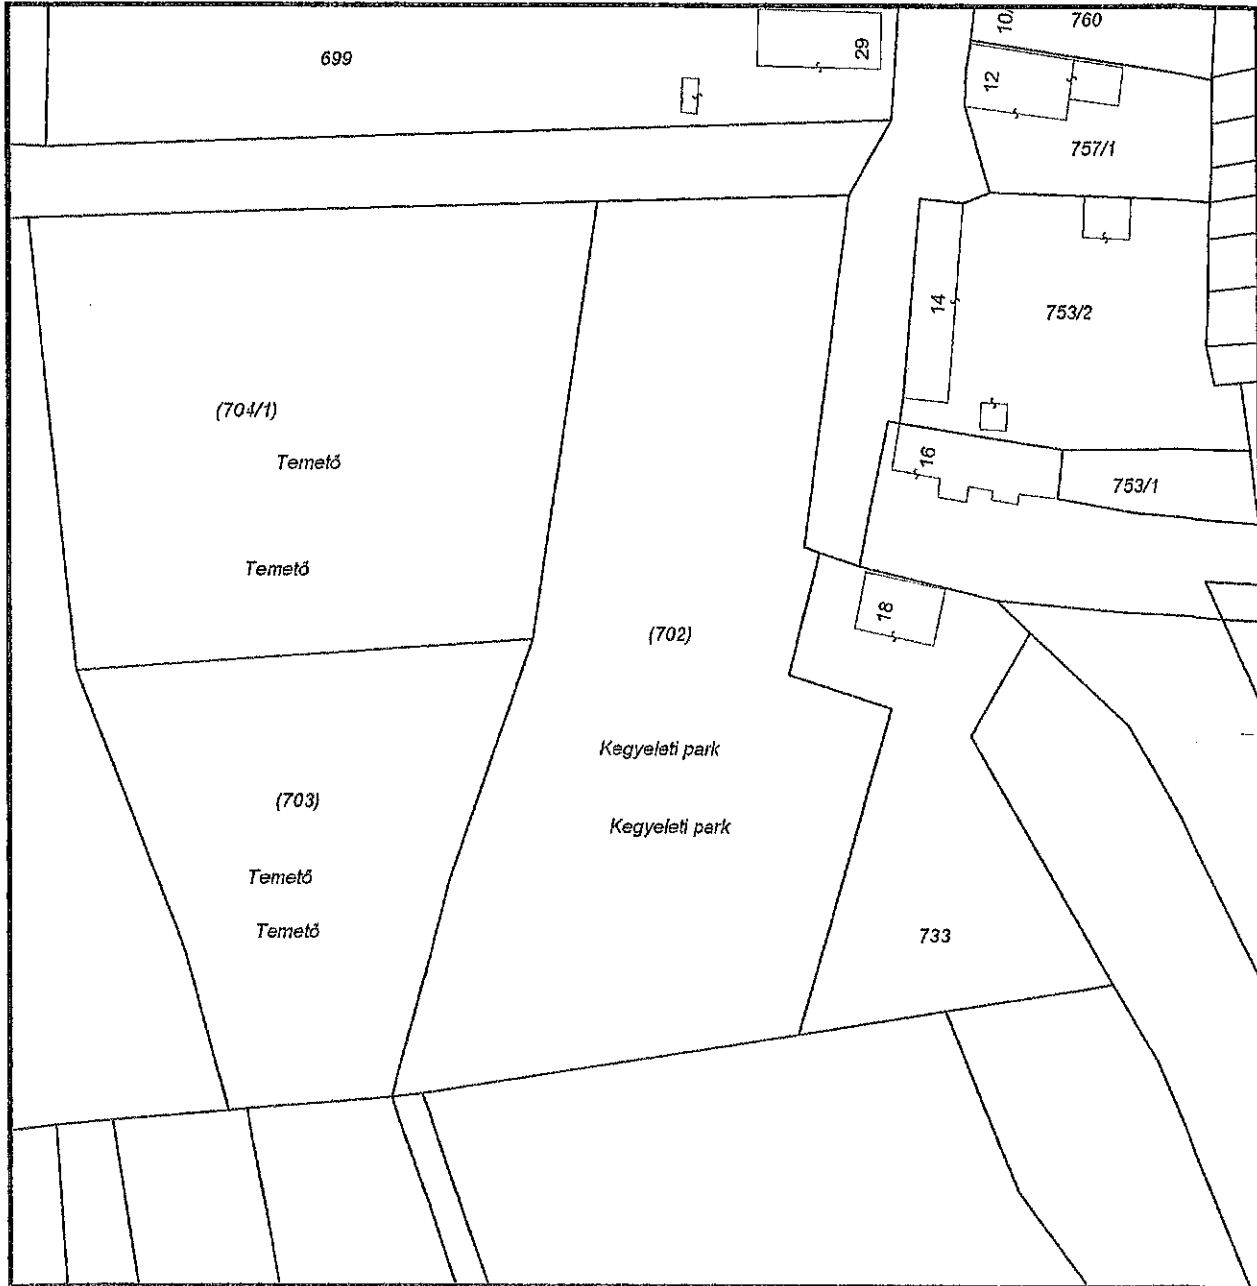 699
29
10/
760
12
757/1
14
753/2
(704/1)
Temető
16
753/1
Temető
18
(702)
Kegyeleti park
(703)
Kegyeleti park
Temető
Temető
733